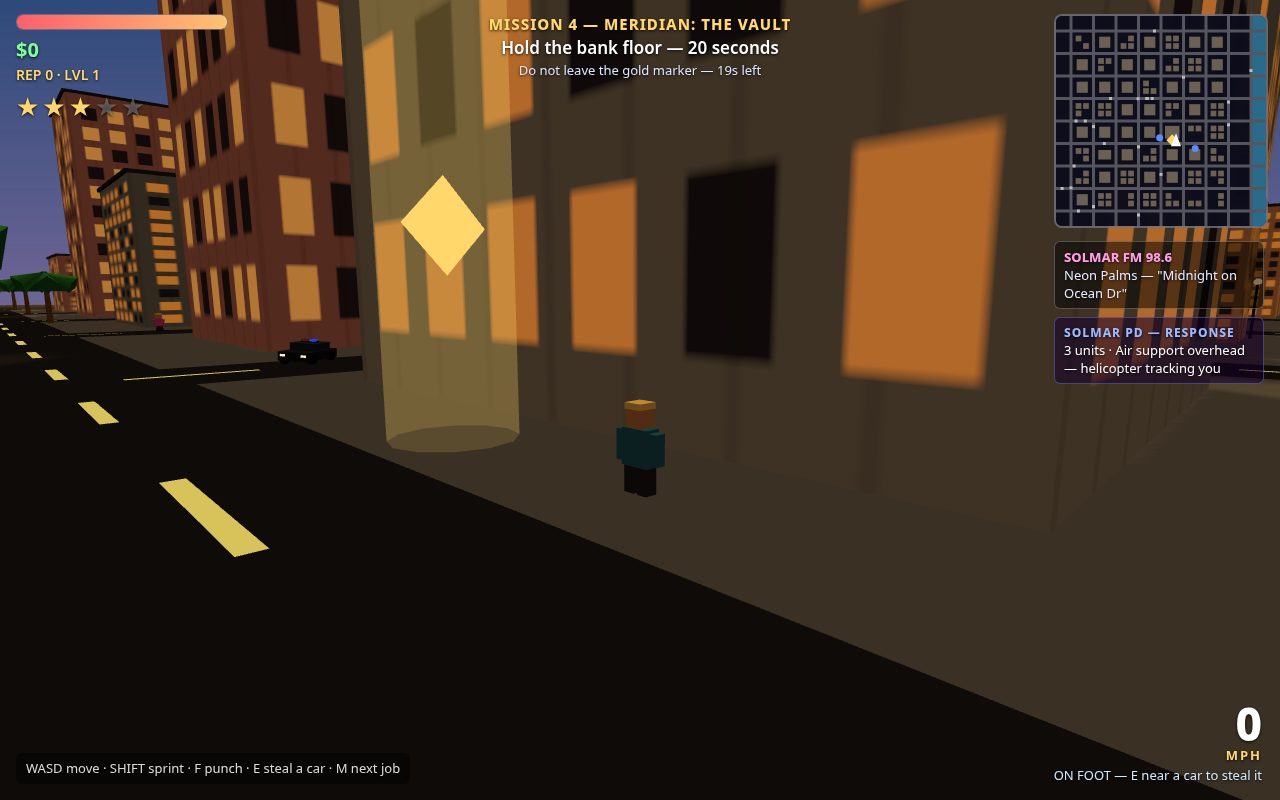 $0
REP 0 · LVL 1
MISSION 4 — MERIDIAN: THE VAULT
Hold the bank floor — 20 seconds
Do not leave the gold marker — 19s left
SOLMAR FM 98.6
Neon Palms — "Midnight on
Ocean Dr"
SOLMAR PD — RESPONSE
3 units · Air support overhead
— helicopter tracking you
WASD move · SHIFT sprint · F punch · E steal a car · M next job
0
MPH
ON FOOT — E near a car to steal it